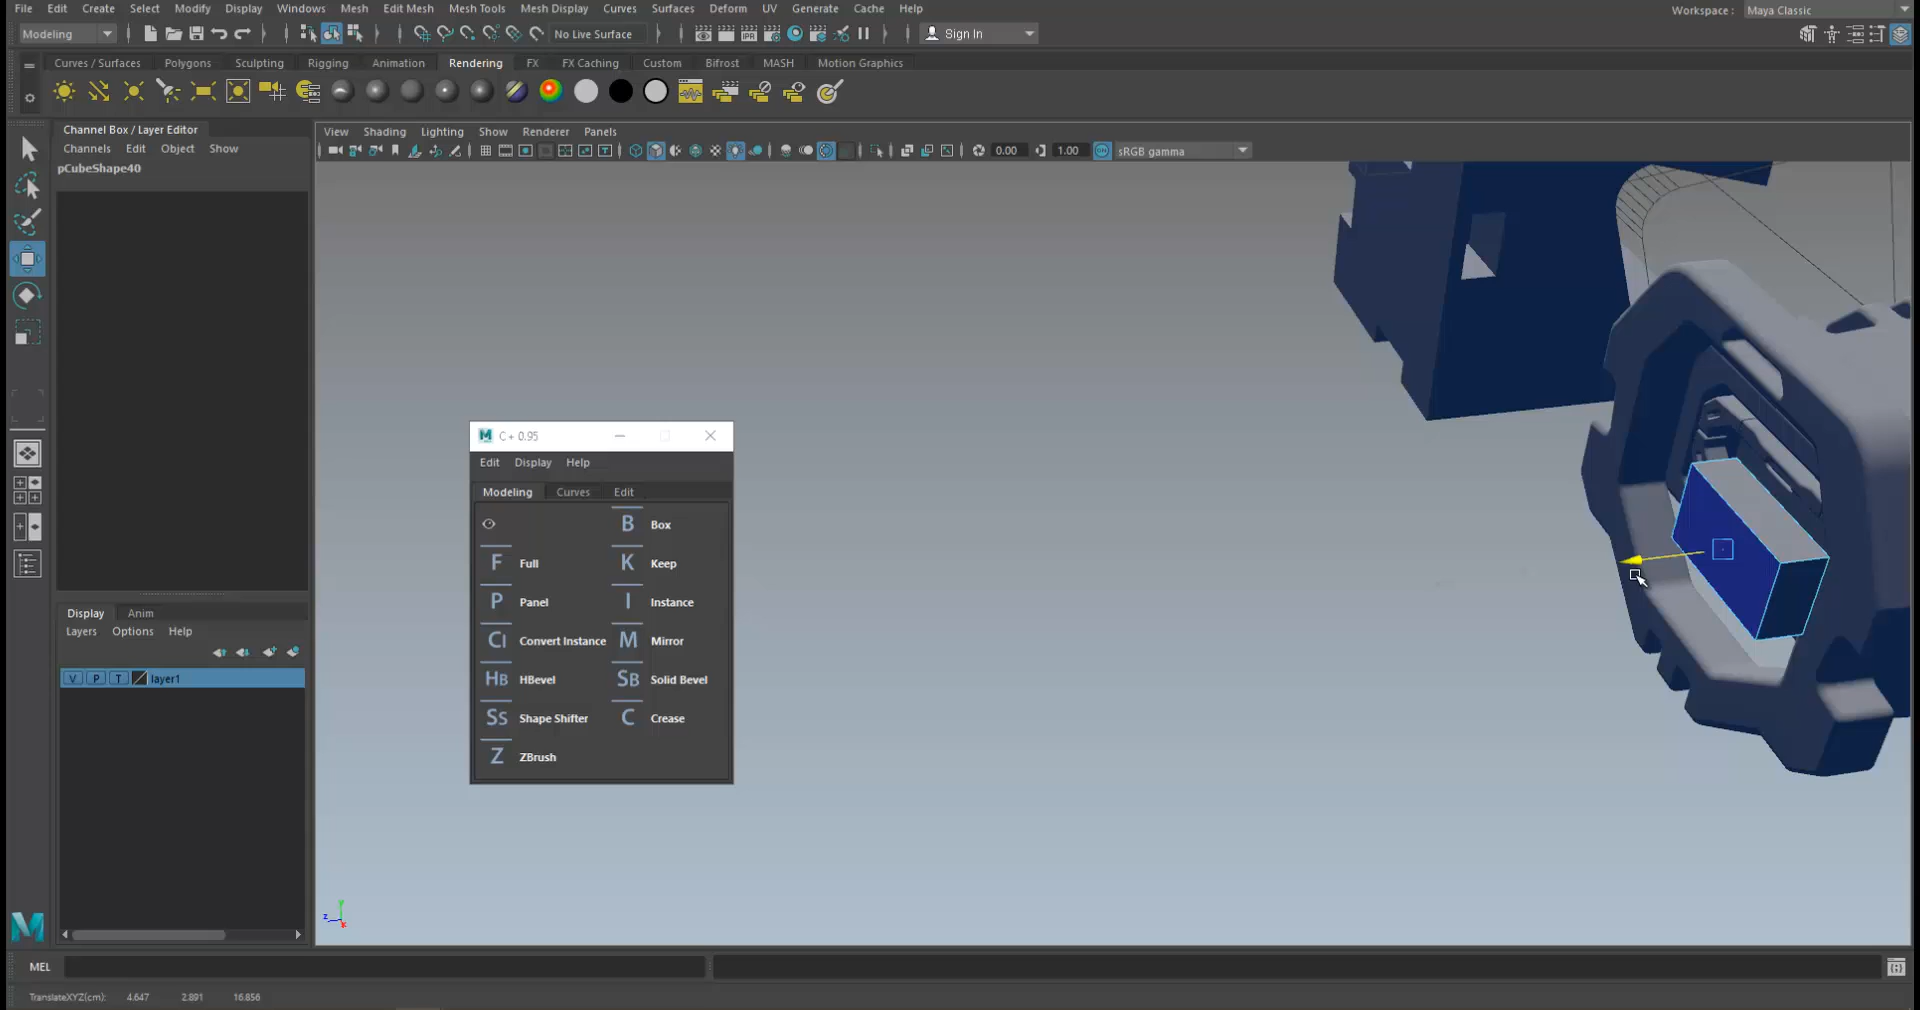 File Edit Create Select Modify Display Windows Mesh Edit Mesh Mesh Tools Mesh Display Curves Surfaces Deform UV Generate Cache Help Workspace : Maya Classic
Modeling No Live Surface Sign In
Curves / Surfaces Polygons Sculpting Rigging Animation Rendering FX FX Caching Custom Bifrost MASH Motion Graphics
IPR
Channel Box / Layer Editor
View Shading Lighting Show Renderer Panels
Channels Edit Object Show
0.00 1.00 ON sRGB gamma
pCubeShape40
C + 0.95
Edit Display Help
Modeling Curves Edit
B Box
F Full K Keep
P Panel I Instance
CI Convert Instance M Mirror
HB HBevel SB Solid Bevel
SS Shape Shifter C Crease
Z ZBrush
Display Anim
Layers Options Help
V P T layer1
z y x
M
MEL
TranslateXYZ(cm): 4.647 2.891 16.856